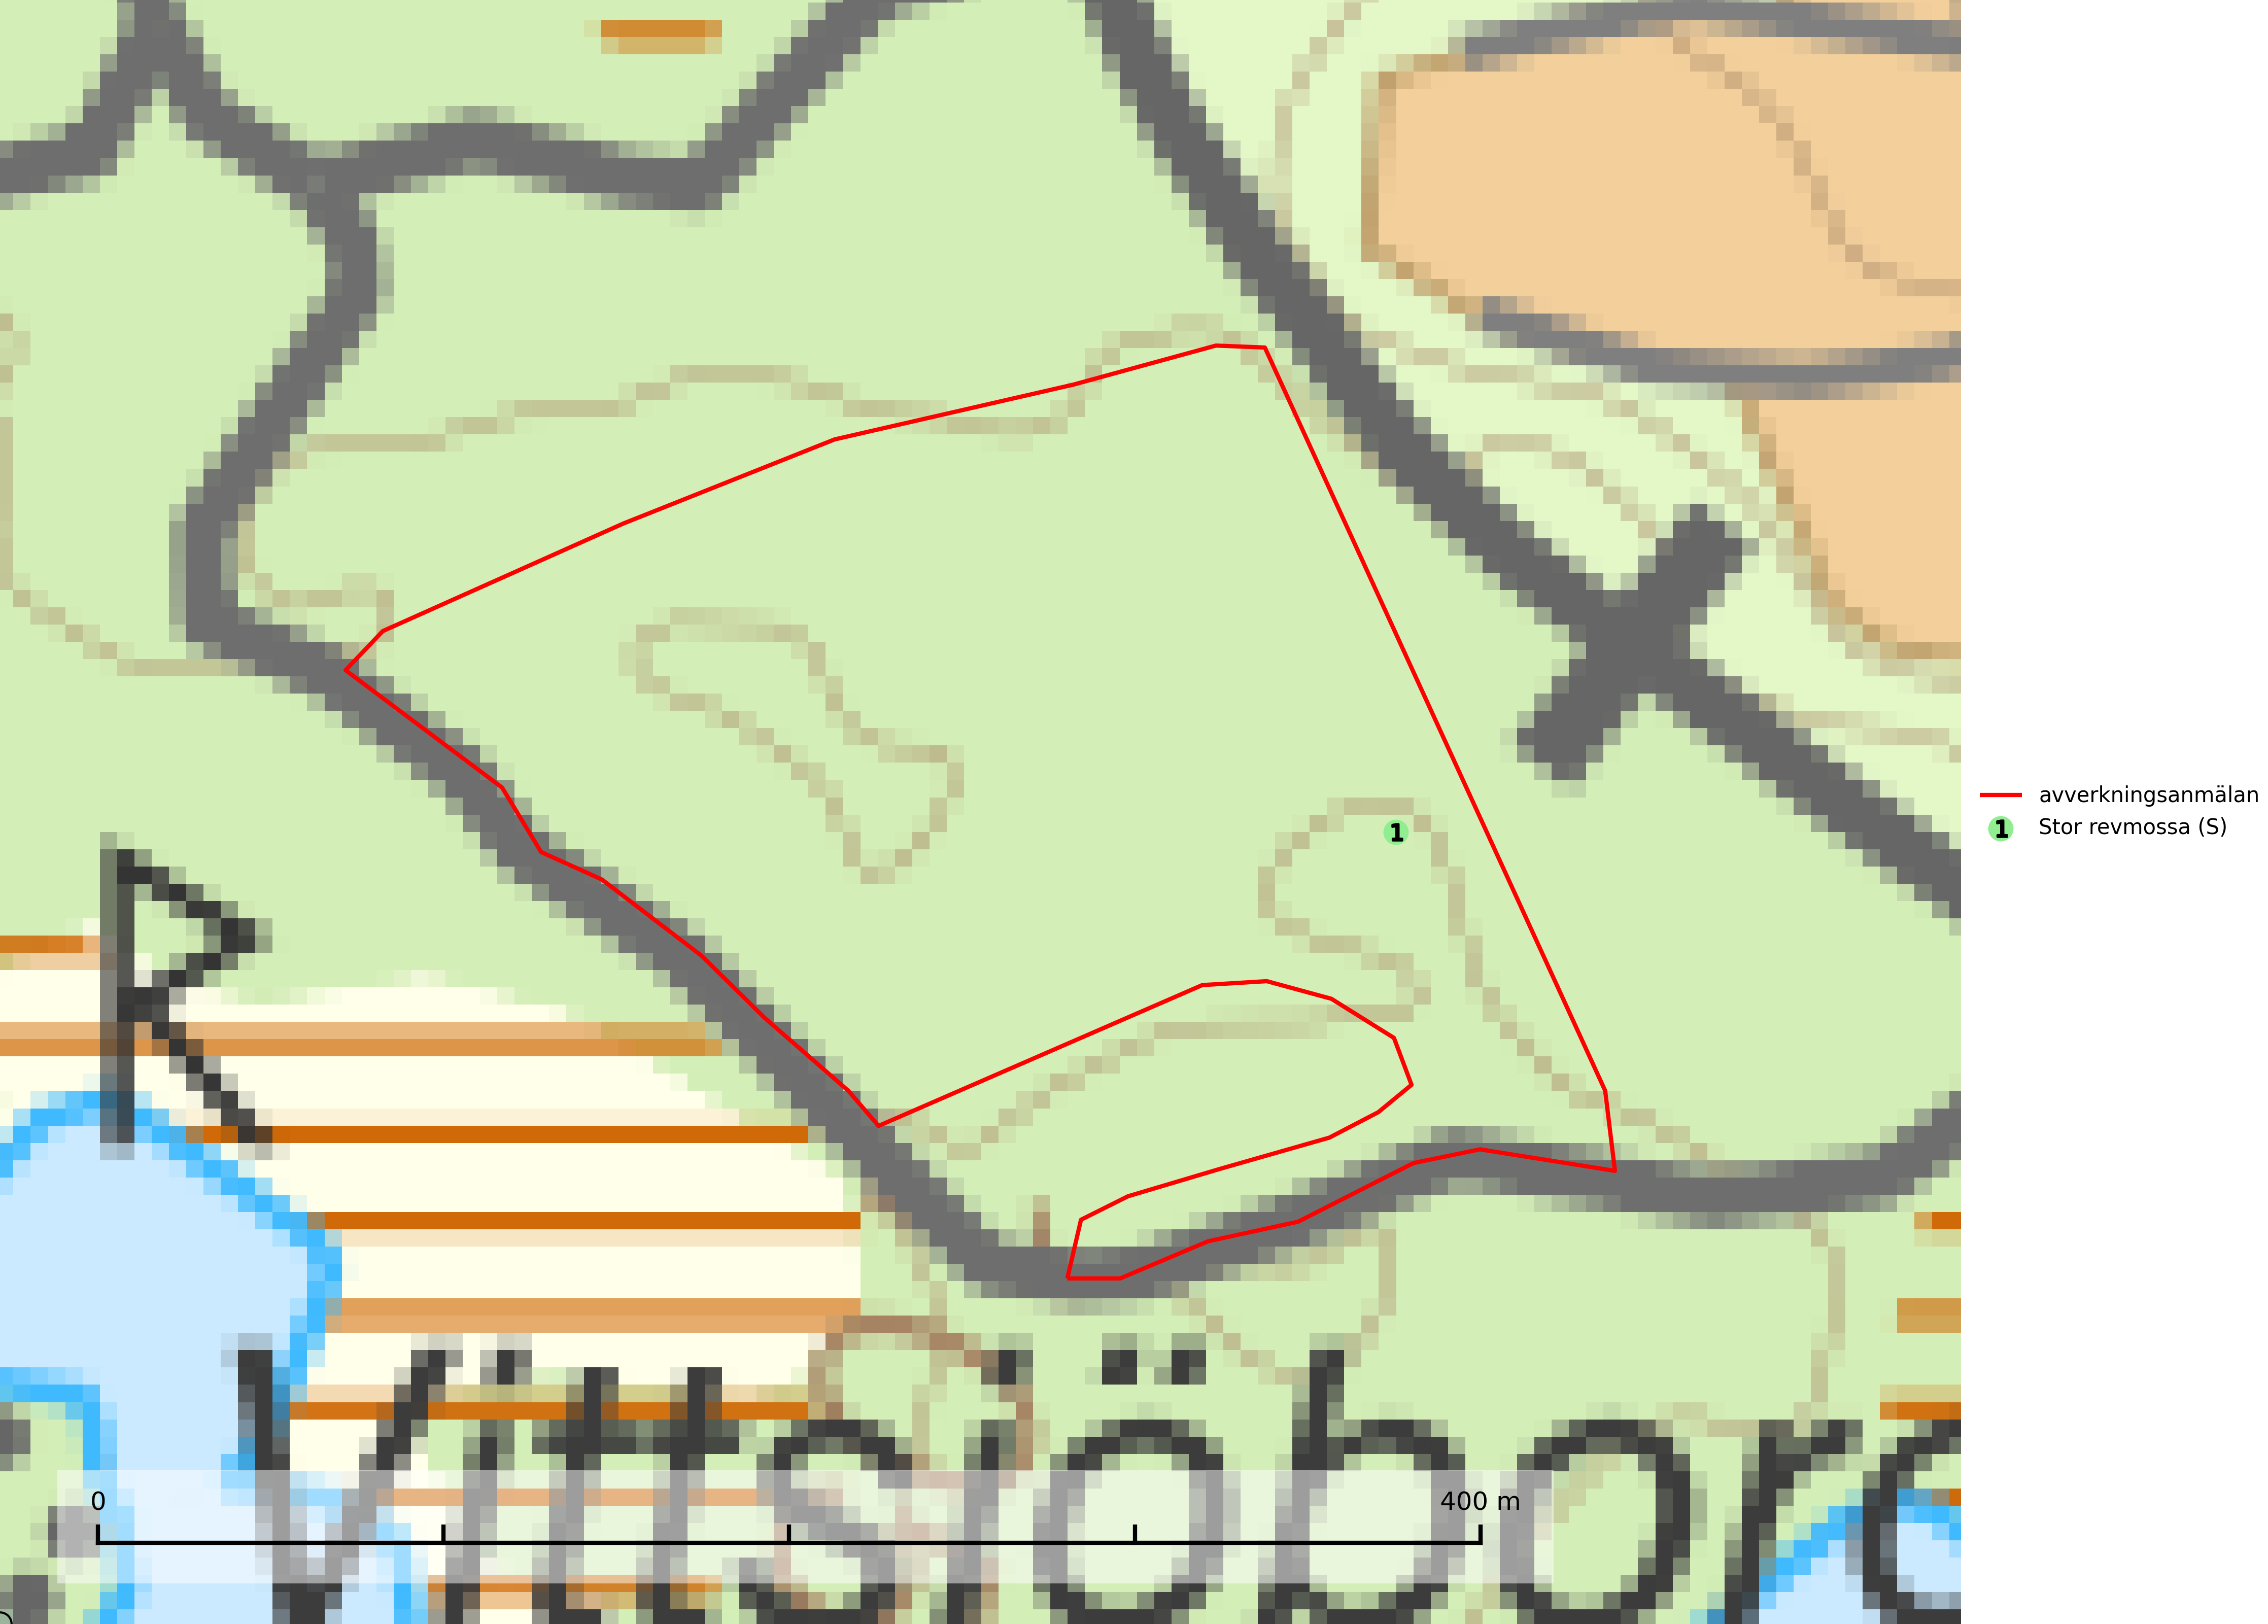 avverkningsanmälan
1 Stor revmossa (S)
1
R
0 400 m